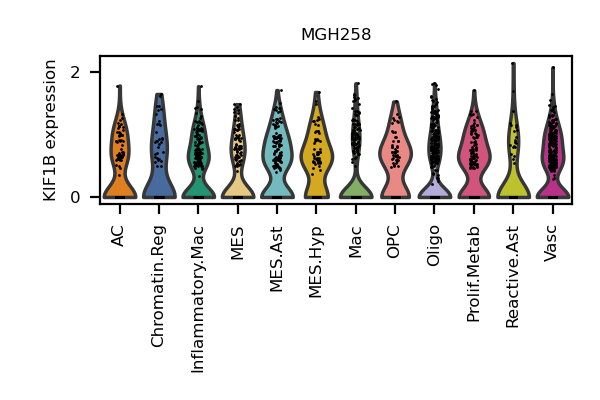 MGH258
KIF1B expression
2
0
AC
Chromatin.Reg
Inflammatory.Mac
MES
MES.Ast
MES.Hyp
Mac
OPC
Oligo
Prolif.Metab
Reactive.Ast
Vasc